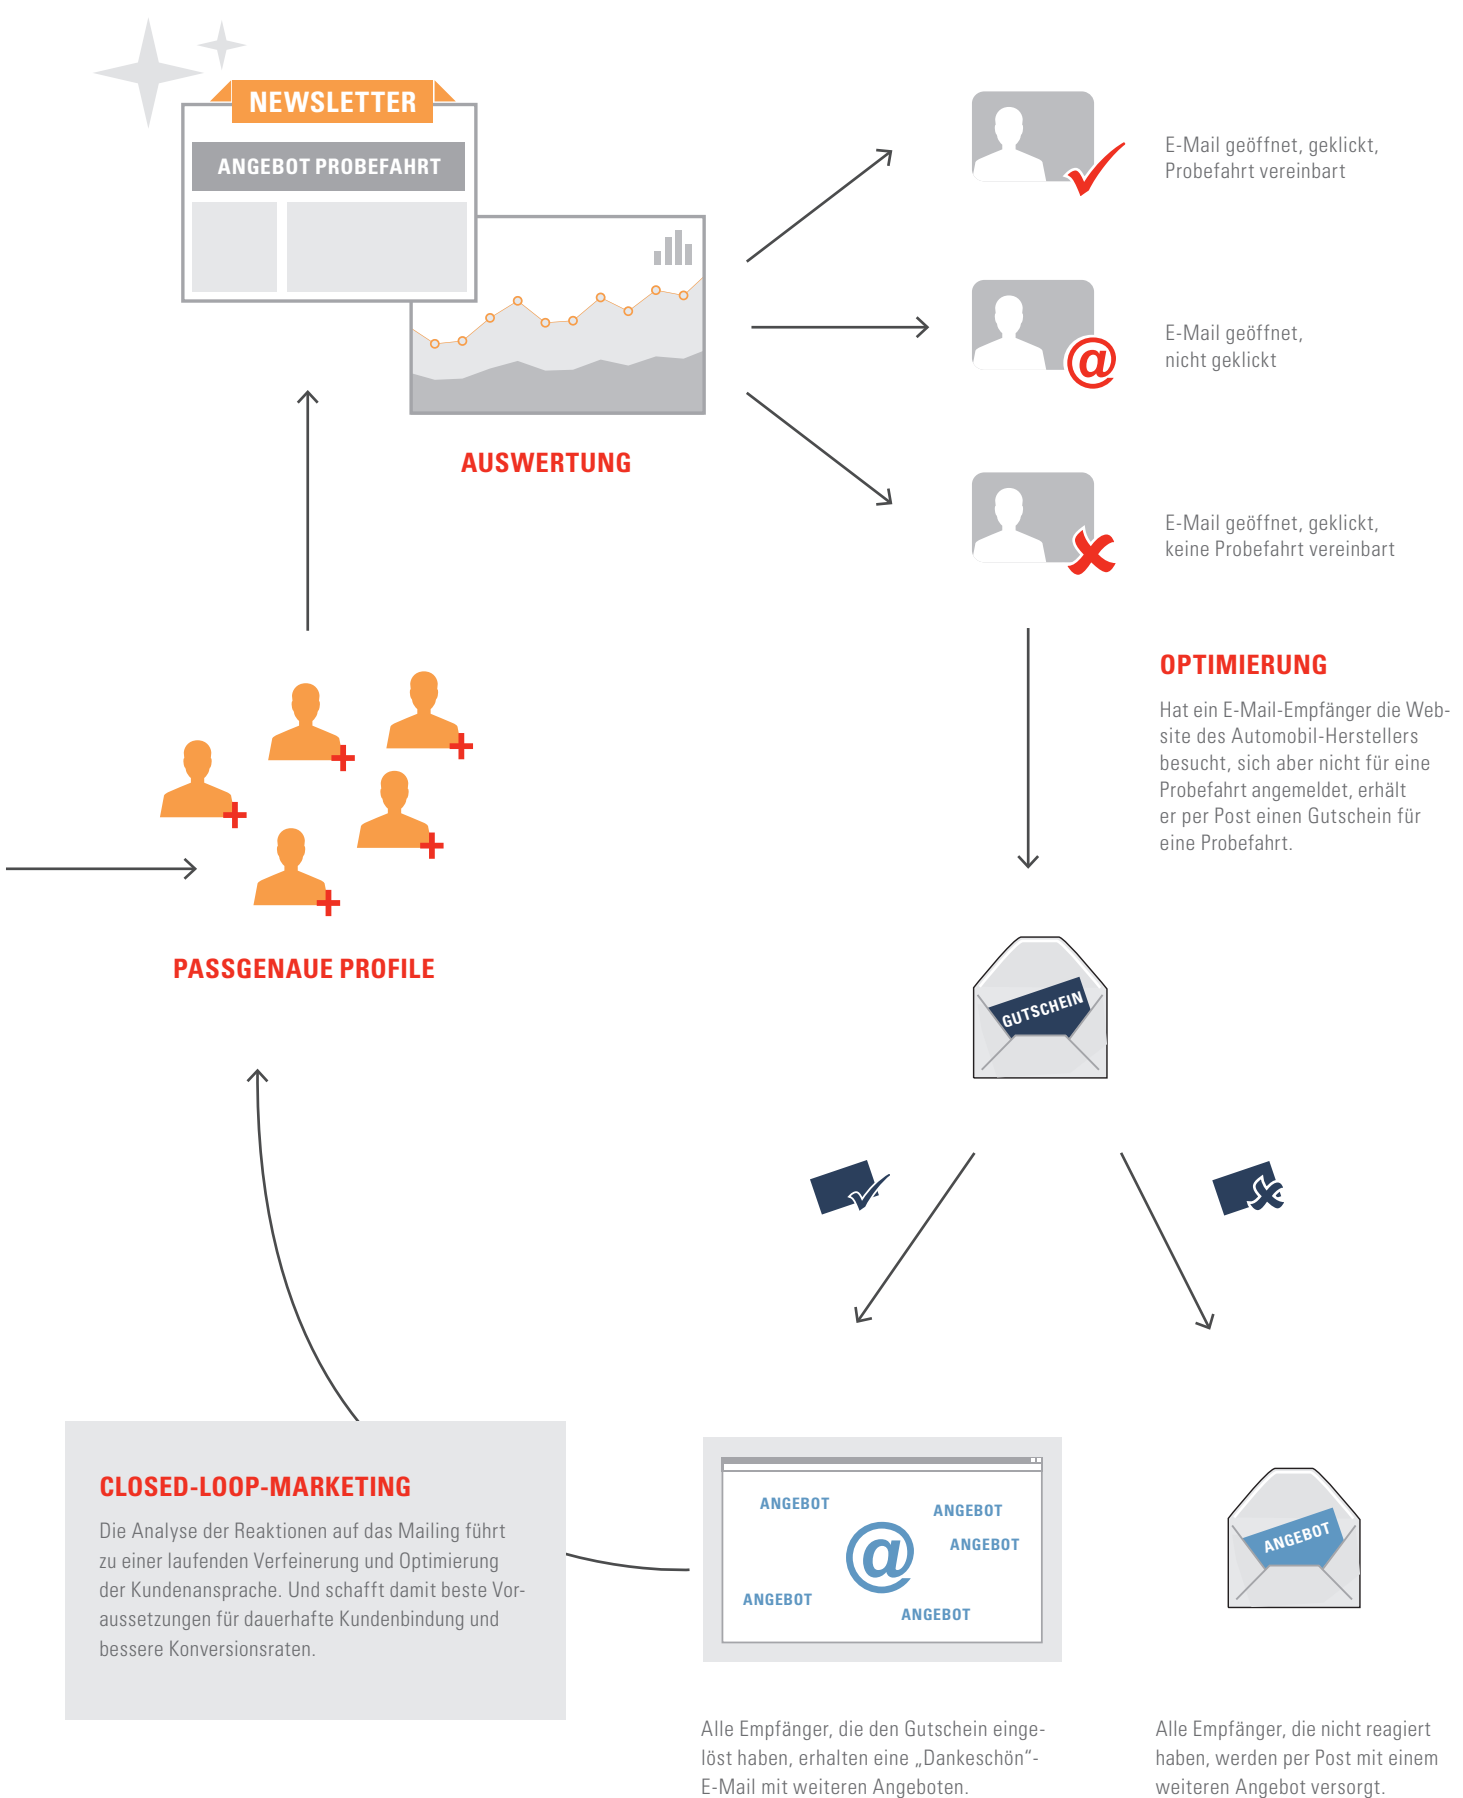 NEWSLETTER
ANGEBOT PROBEFAHRT
AUSWERTUNG
E-Mail geöffnet, geklickt,
Probefahrt vereinbart
E-Mail geöffnet,
nicht geklickt
E-Mail geöffnet, geklickt,
keine Probefahrt vereinbart
OPTIMIERUNG
Hat ein E-Mail-Empfänger die Web-
site des Automobil-Herstellers
besucht, sich aber nicht für eine
Probefahrt angemeldet, erhält
er per Post einen Gutschein für
eine Probefahrt.
PASSGENAUE PROFILE
GUTSCHEIN
CLOSED-LOOP-MARKETING
Die Analyse der Reaktionen auf das Mailing führt
zu einer laufenden Verfeinerung und Optimierung
der Kundenansprache. Und schafft damit beste Vor-
aussetzungen für dauerhafte Kundenbindung und
bessere Konversionsraten.
ANGEBOT
ANGEBOT
ANGEBOT
@
ANGEBOT
ANGEBOT
ANGEBOT
Alle Empfänger, die den Gutschein einge-
löst haben, erhalten eine „Dankeschön“-
E-Mail mit weiteren Angeboten.
Alle Empfänger, die nicht reagiert
haben, werden per Post mit einem
weiteren Angebot versorgt.